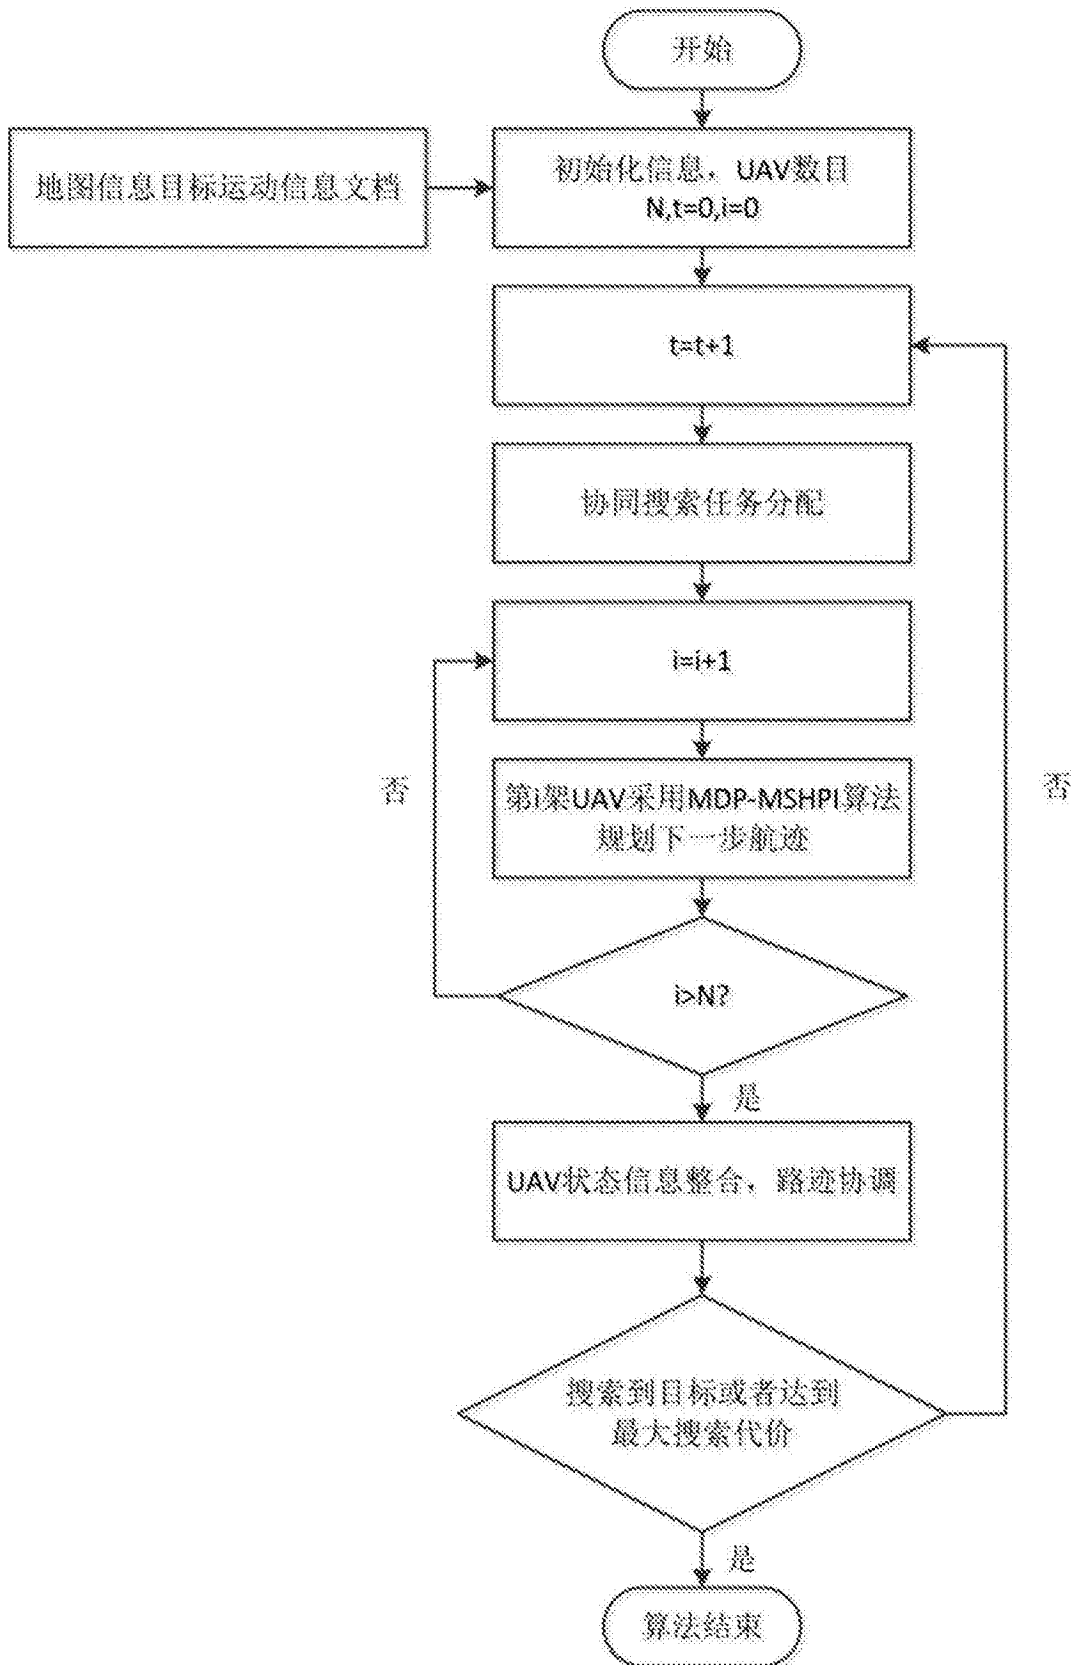 开始
地图信息目标运动信息文档
初始化信息，UAV数目
N,t=0,i=0
t=t+1
协同搜索任务分配
i=i+1
第i架UAV采用MDP-MSHPI算法
规划下一步航迹
否
否
i>N?
是
UAV状态信息整合，路迹协调
搜索到目标或者达到
最大搜索代价
是
算法结束